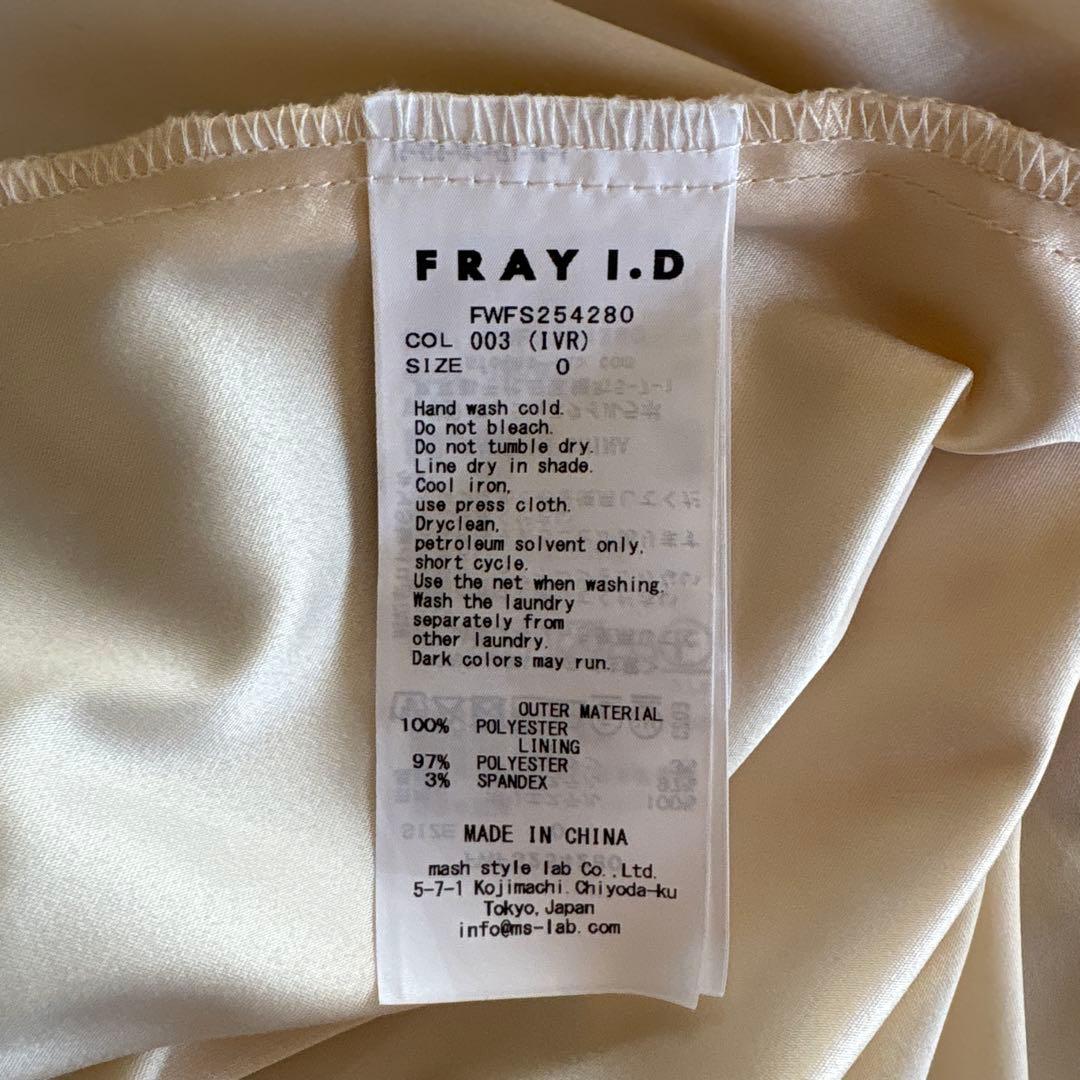 FRAY I.D
FWFS254280
COL 003 (IVR)
SIZE 0
Hand wash cold.
Do not bleach.
Do not tumble dry.
Line dry in shade.
Cool iron,
use press cloth.
Dryclean,
petroleum solvent only,
short cycle.
Use the net when washing.
Wash the laundry
separately from
other laundry.
Dark colors may run.
OUTER MATERIAL
100% POLYESTER
LINING
97% POLYESTER
3% SPANDEX
MADE IN CHINA
mash style lab Co.,Ltd.
5-7-1 Kojimachi.Chiyoda-ku
Tokyo,Japan
info@ms-lab.com